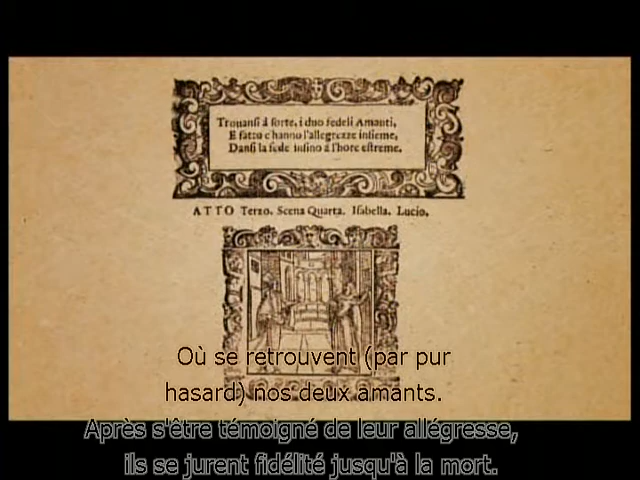 Trouansi à sorte, i duo fedeli Amanti,
E fatto c'hanno l'allegrezze insieme,
Dansi la fede insino à l'hore estreme.
ATTO Terzo. Scena Quarta. Isabella. Lucio.
Où se retrouvent (par pur
hasard) nos deux amants.
Après s'être témoigné de leur allégresse,
ils se jurent fidélité jusqu'à la mort.